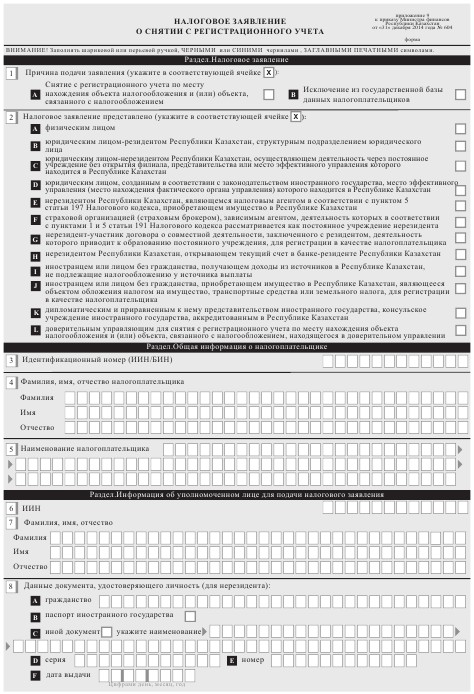 приложение 9
к приказу Министра финансов
Республики Казахстан
от «31» декабря 2014 года № 604
форма
НАЛОГОВОЕ ЗАЯВЛЕНИЕ
О СНЯТИИ С РЕГИСТРАЦИОННОГО УЧЕТА
ВНИМАНИЕ! Заполнять шариковой или перьевой ручкой, ЧЕРНЫМИ или СИНИМИ чернилами , ЗАГЛАВНЫМИ ПЕЧАТНЫМИ символами.
Раздел.Налоговое заявление
1 Причина подачи заявления (укажите в соответствующей ячейке X ):
A Снятие с регистрационного учета по месту
нахождения объекта налогообложения и (или) объекта,
связанного с налогообложением
B Исключение из государственной базы
данных налогоплательщиков
2 Налоговое заявление представлено (укажите в соответствующей ячейке X ):
A физическим лицом
B юридическим лицом-резидентом Республики Казахстан, структурным подразделением юридического
лица
C юридическим лицом-нерезидентом Республики Казахстан, осуществляющем деятельность через постоянное
учреждение без открытия филиала, представительства или место эффективного управления которого
находится в Республике Казахстан
D юридическим лицом, созданным в соответствии с законодательством иностранного государства, место эффективного
управления (место нахождения фактического органа управления) которого находится в Республике Казахстан
E нерезидентом Республики Казахстан, являющемся налоговым агентом в соответствии с пунктом 5
статьи 197 Налогового кодекса, приобретающем имущество в Республике Казахстан
F страховой организацией (страховым брокером), зависимым агентом, деятельность которых в соответствии
с пунктами 1 и 5 статьи 191 Налогового кодекса рассматривается как постоянное учреждение нерезидента
G нерезидент-участник договора о совместной деятельности, заключенного с резидентом, деятельность
которого приводит к образованию постоянного учреждения, для регистрации в качестве налогоплательщика
H нерезидентом Республики Казахстан, открывающем текущий счет в банке-резиденте Республики Казахстан
I иностранцем или лицом без гражданства, получающем доходы из источников в Республике Казахстан,
не подлежащие налогообложению у источника выплаты
J иностранцем или лицом без гражданства, приобретающем имущество в Республике Казахстан, являющееся
объектом обложения налогом на имущество, транспортные средства или земельного налога, для регистрации
в качестве налогоплательщика
K дипломатическим и приравненным к нему представительством иностранного государства, консульское
учреждение иностранного государства, аккредитованным в Республике Казахстан
L доверительным управляющим для снятия с регистрационного учета по месту нахождения объекта
налогообложения и (или) объекта, связанного с налогообложением, находящегося в доверительном управлении
Раздел.Общая информация о налогоплательщике
3 Идентификационный номер (ИИН/БИН)
4 Фамилия, имя, отчество налогоплательщика
Фамилия
Имя
Отчество
5 Наименование налогоплательщика
Раздел.Информация об уполномоченном лице для подачи налогового заявления
6 ИИН
7 Фамилия, имя, отчество
Фамилия
Имя
Отчество
8 Данные документа, удостоверяющего личность (для нерезидента):
A гражданство
B паспорт иностранного государства
C иной документ укажите наименование
D серия E номер
F дата выдачи
Цифрами день, месяц, год